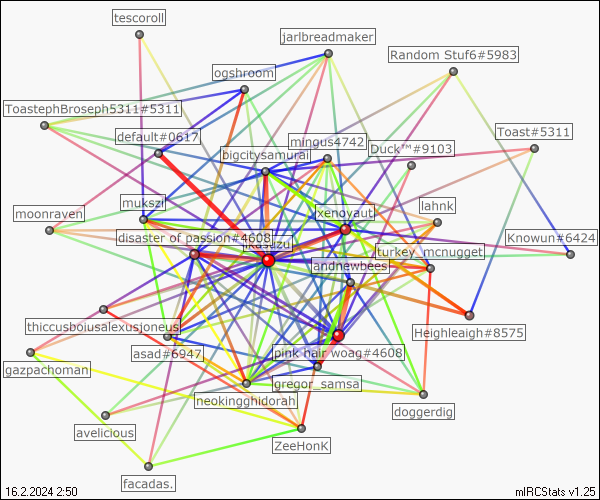 tescoroll
jarlbreadmaker
Random Stuf6#5983
ogshroom
ToastephBroseph5311#5311
default#0617
mingus4742
Toast#5311
Duck™#9103
bigcitysamurai
mukszi
lahnk
moonraven
xenovaut
disaster of passion#4608
Knowun#6424
turkey_mcnugget
andnewbees
thiccusboiusalexusjoneus
Heighleigh#8575
asad#6947
pink hair woag#4608
gazpachoman
gregor_samsa
neokingghidorah
doggerdig
avelicious
ZeeHonK
facadas.
16.2.2024 2:50
mIRCStats v1.25